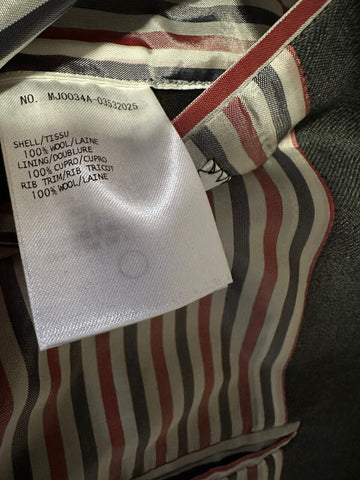 NO. MJ0034A-03532025
SHELL/TISSU
100% WOOL/LAINE
LINING/DOUBLURE
100% CUPRO/CUPRO
RIB TRIM/RIB TRICOT
100% WOOL/LAINE